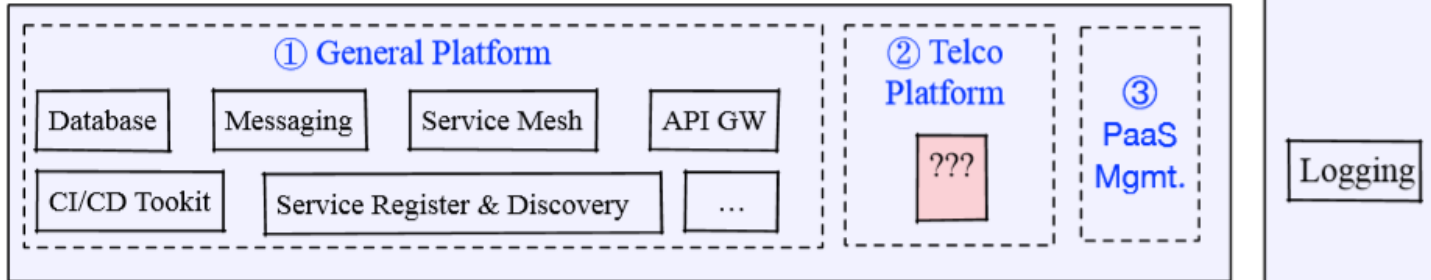 ① General Platform
Database
Messaging
Service Mesh
API GW
CI/CD Tookit
Service Register & Discovery
...
② Telco
Platform
???
③
PaaS
Mgmt.
Logging